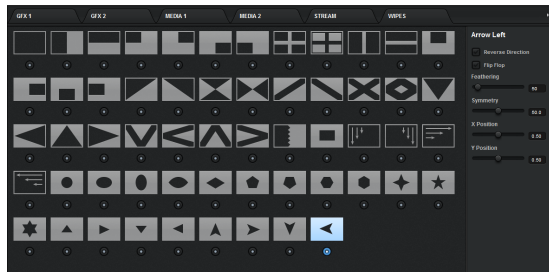 GFX 1
GFX 2
MEDIA 1
MEDIA 2
STREAM
WIPES
Arrow Left
Reverse Direction
Flip Flop
Feathering
50
Symmetry
50.0
X Position
0.50
Y Position
0.50